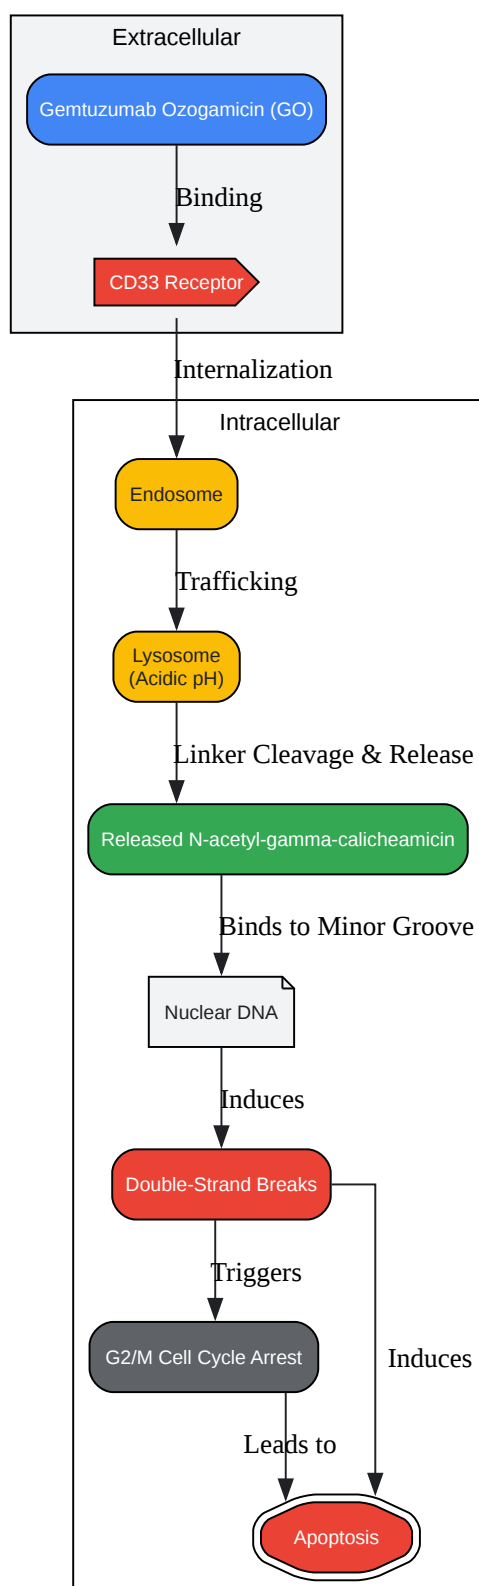 Extracellular
Gemtuzumab Ozogamicin (GO)
Binding
CD33 Receptor
Internalization
Intracellular
Endosome
Trafficking
Lysosome
(Acidic pH)
Linker Cleavage & Release
Released N-acetyl-gamma-calicheamicin
Binds to Minor Groove
Nuclear DNA
Induces
Double-Strand Breaks
Triggers
G2/M Cell Cycle Arrest
Induces
Leads to
Apoptosis